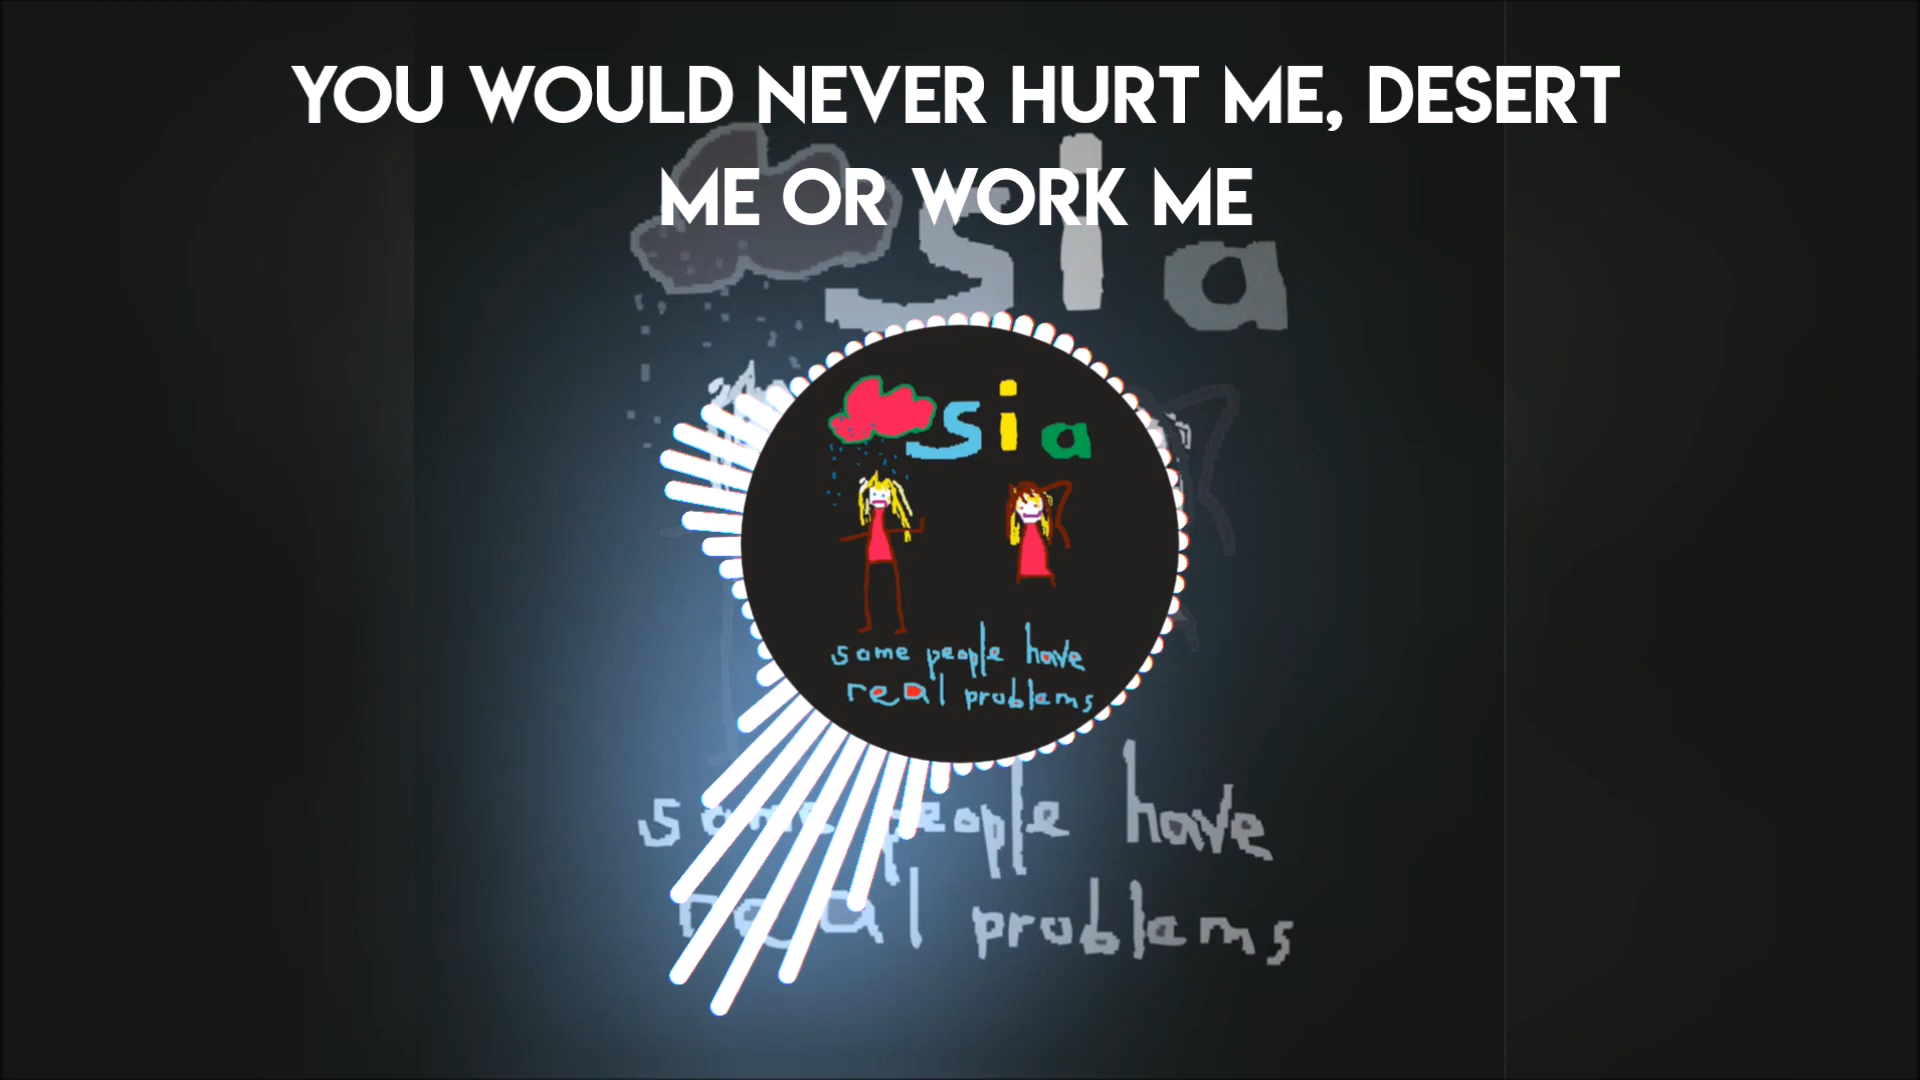 YOU WOULD NEVER HURT ME, DESERT
ME OR WORK ME
sia
sia
some people have
real problems
some people have
real problems